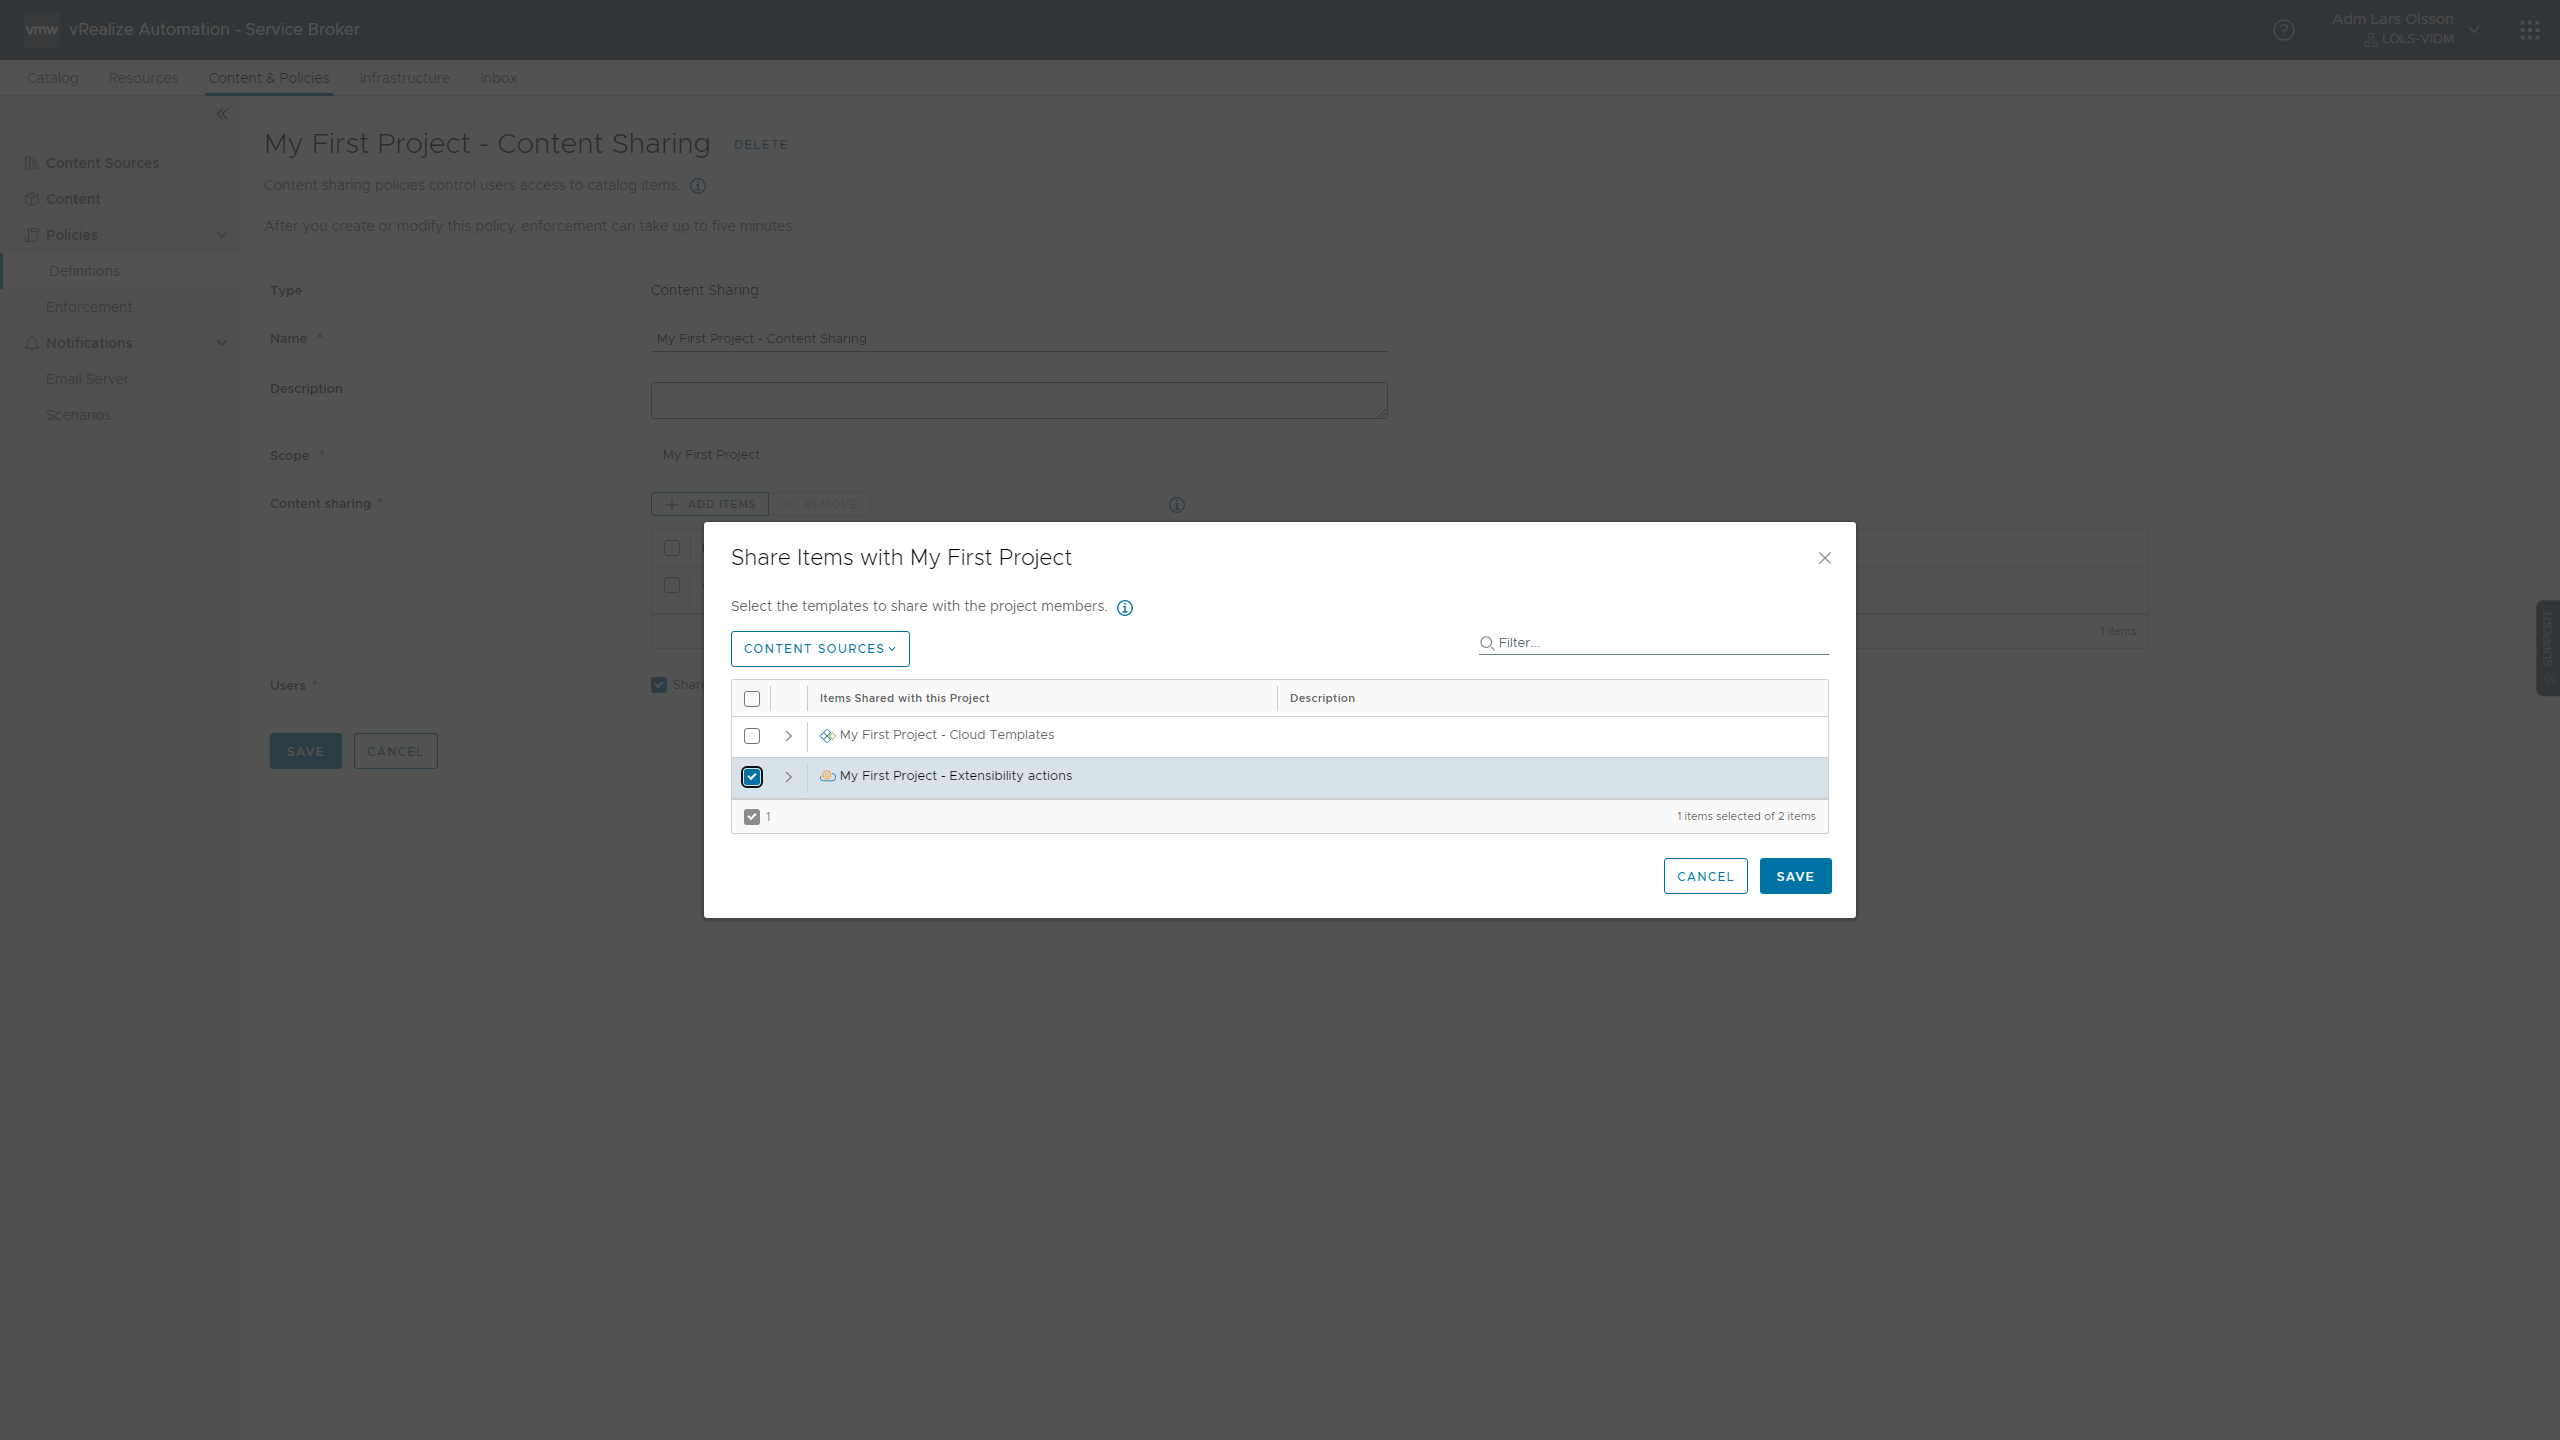 vmw vRealize Automation - Service Broker
Adm Lars Olsson
LOLS-VIDM
Catalog Resources Content & Policies Infrastructure Inbox
My First Project - Content Sharing DELETE
Content Sources
Content sharing policies control users access to catalog items.
Content
After you create or modify this policy, enforcement can take up to five minutes.
Policies
Definitions
Enforcement
Notifications
Email Server
Scenarios
Type Content Sharing
Name * My First Project - Content Sharing
Description
Scope * My First Project
Content sharing * ADD ITEMS REMOVE
1 items
Users * Share
SAVE CANCEL
SUPPORT
Share Items with My First Project
Select the templates to share with the project members.
CONTENT SOURCES
Filter...
Items Shared with this Project Description
My First Project - Cloud Templates
My First Project - Extensibility actions
1 1 items selected of 2 items
CANCEL SAVE